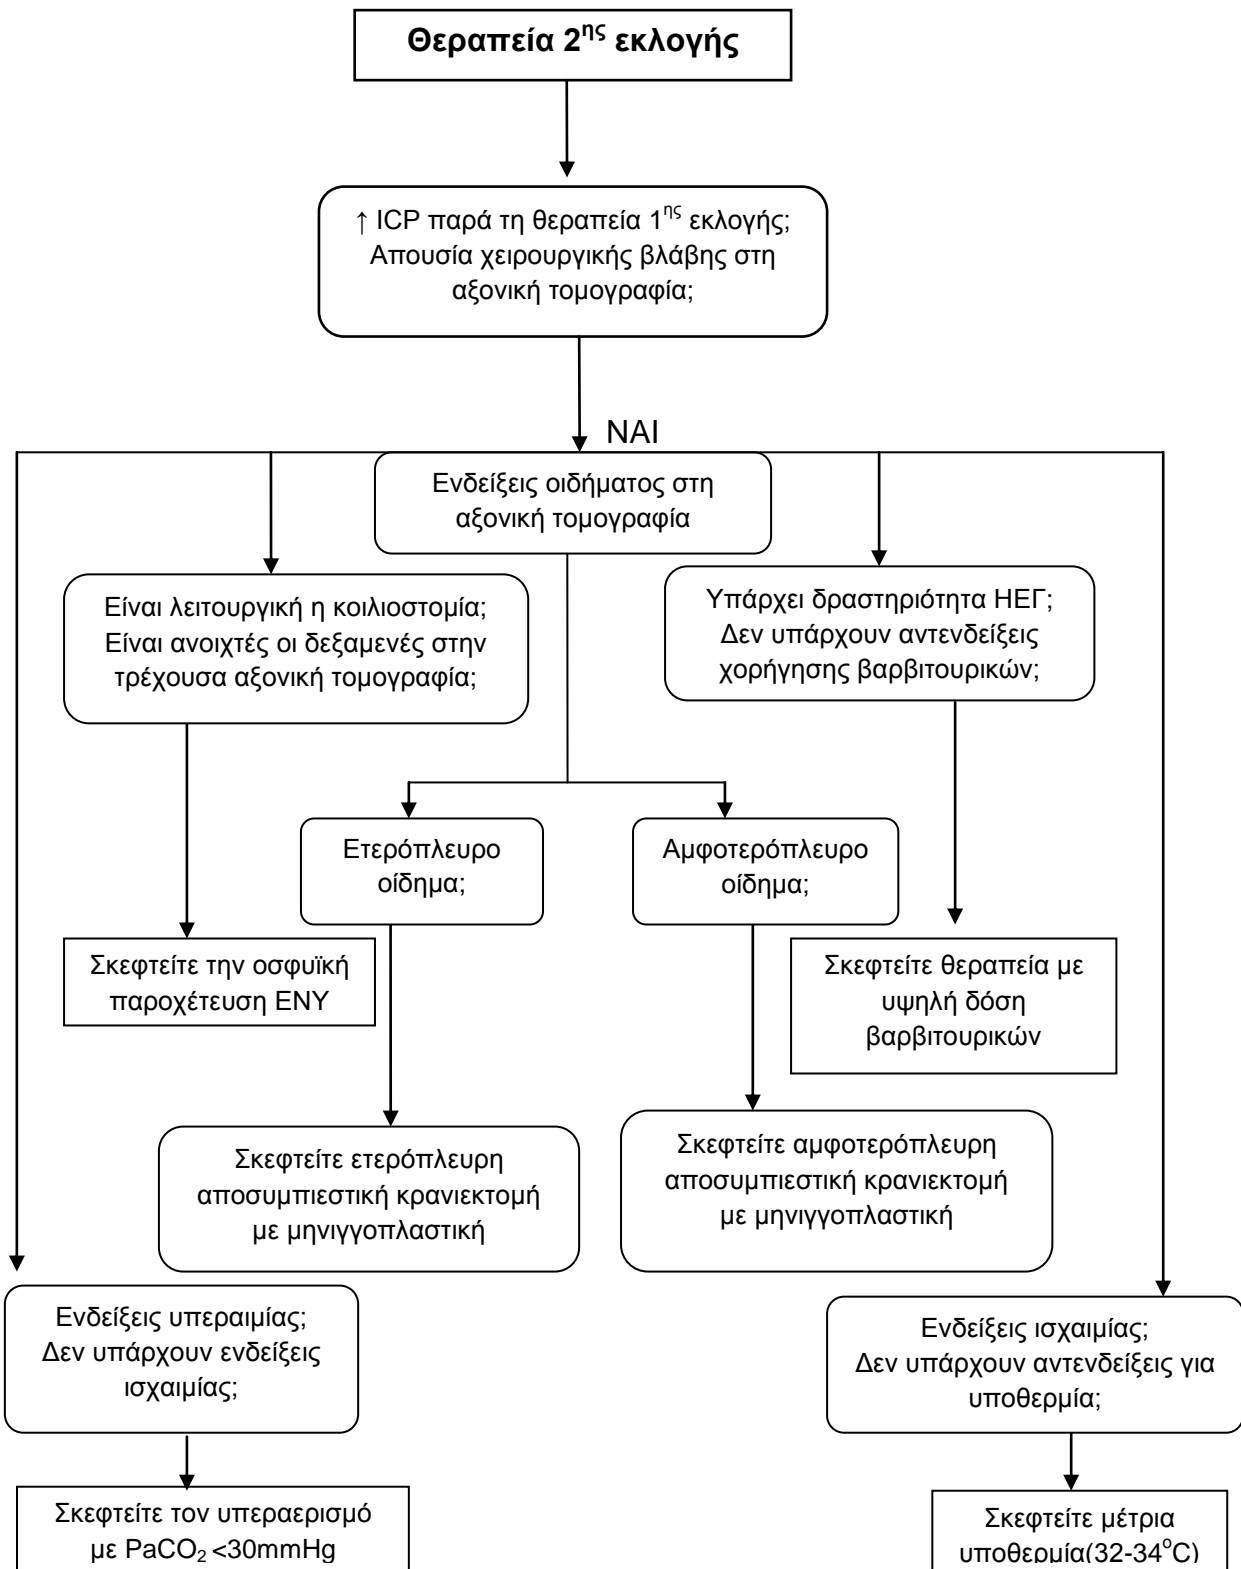 Θεραπεία 2ης εκλογής
↑ ICP παρά τη θεραπεία 1ης εκλογής;
Απουσία χειρουργικής βλάβης στη
αξονική τομογραφία;
ΝΑΙ
Ενδείξεις οιδήματος στη
αξονική τομογραφία
Είναι λειτουργική η κοιλιοστομία;
Είναι ανοιχτές οι δεξαμενές στην
τρέχουσα αξονική τομογραφία;
Υπάρχει δραστηριότητα ΗΕΓ;
Δεν υπάρχουν αντενδείξεις
χορήγησης βαρβιτουρικών;
Ετερόπλευρο
οίδημα;
Αμφοτερόπλευρο
οίδημα;
Σκεφτείτε την οσφυϊκή
παροχέτευση ΕΝΥ
Σκεφτείτε θεραπεία με
υψηλή δόση
βαρβιτουρικών
Σκεφτείτε ετερόπλευρη
αποσυμπιεστική κρανιεκτομή
με μηνιγγοπλαστική
Σκεφτείτε αμφοτερόπλευρη
αποσυμπιεστική κρανιεκτομή
με μηνιγγοπλαστική
Ενδείξεις υπεραιμίας;
Δεν υπάρχουν ενδείξεις
ισχαιμίας;
Ενδείξεις ισχαιμίας;
Δεν υπάρχουν αντενδείξεις για
υποθερμία;
Σκεφτείτε τον υπεραερισμό
με PaCO₂ <30mmHg
Σκεφτείτε μέτρια
υποθερμία(32-34°C)